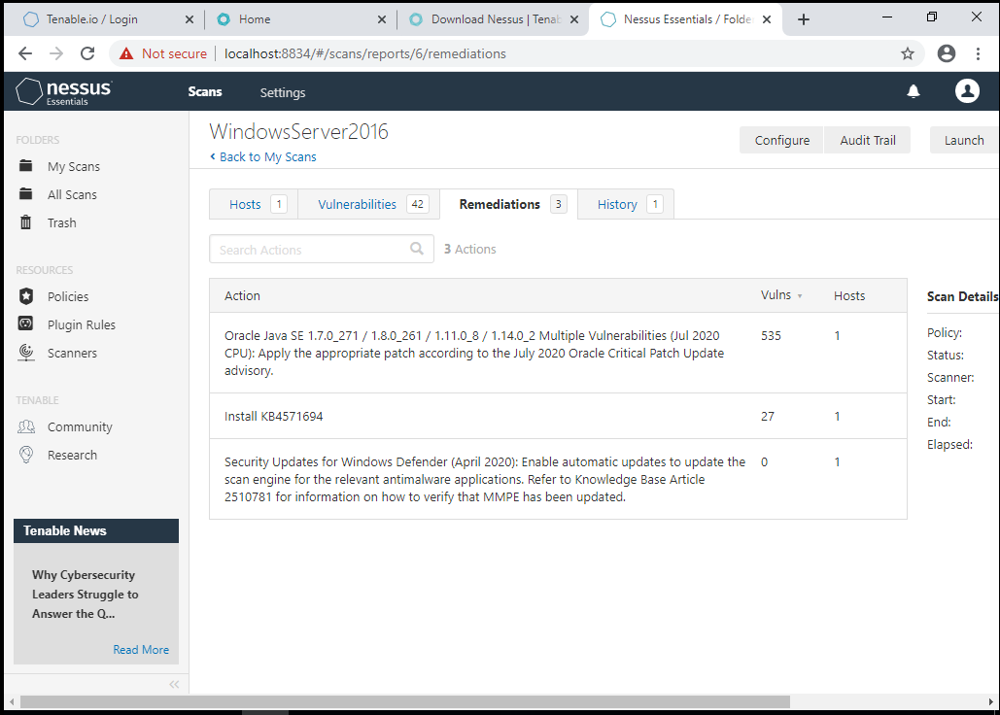 Tenable.io / Login
Home
Download Nessus | Tenab
Nessus Essentials / Folde
Not secure
localhost:8834/#/scans/reports/6/remediations
nessus
Essentials
Scans
Settings
FOLDERS
My Scans
All Scans
Trash
RESOURCES
Policies
Plugin Rules
Scanners
TENABLE
Community
Research
Tenable News
Why Cybersecurity
Leaders Struggle to
Answer the Q...
Read More
WindowsServer2016
Back to My Scans
Configure
Audit Trail
Launch
Hosts 1
Vulnerabilities 42
Remediations 3
History 1
Search Actions
3 Actions
Action Vulns Hosts
Oracle Java SE 1.7.0_271 / 1.8.0_261 / 1.11.0_8 / 1.14.0_2 Multiple Vulnerabilities (Jul 2020 535 1
CPU): Apply the appropriate patch according to the July 2020 Oracle Critical Patch Update
advisory.
Install KB4571694 27 1
Security Updates for Windows Defender (April 2020): Enable automatic updates to update the 0 1
scan engine for the relevant antimalware applications. Refer to Knowledge Base Article
2510781 for information on how to verify that MMPE has been updated.
Scan Details
Policy:
Status:
Scanner:
Start:
End:
Elapsed: